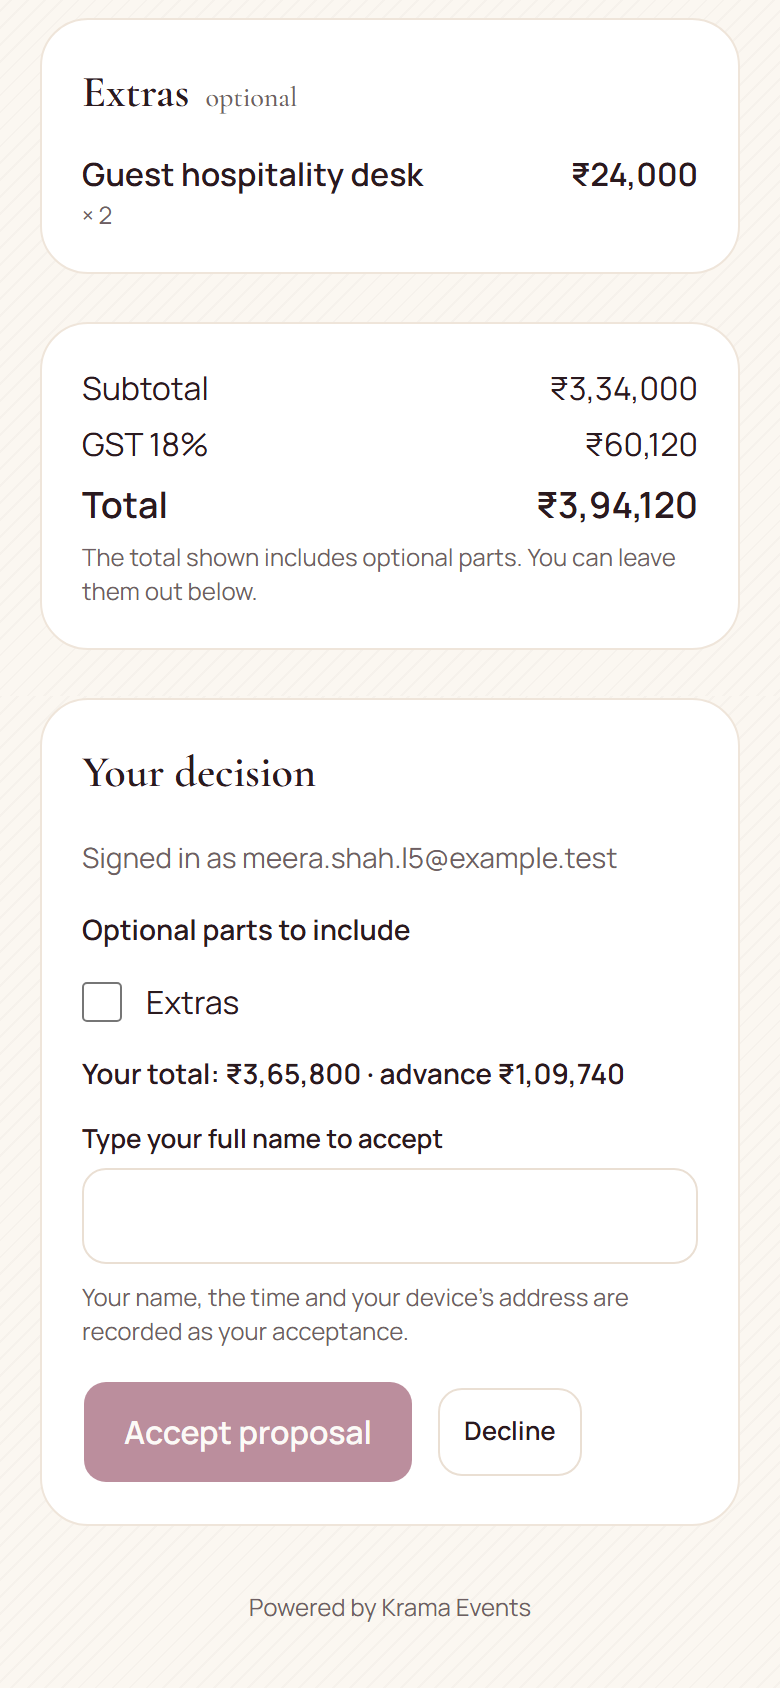 Extras optional
Guest hospitality desk ₹24,000
× 2
Subtotal ₹3,34,000
GST 18% ₹60,120
Total ₹3,94,120
The total shown includes optional parts. You can leave
them out below.
Your decision
Signed in as meera.shah.l5@example.test
Optional parts to include
Extras
Your total: ₹3,65,800 · advance ₹1,09,740
Type your full name to accept
Your name, the time and your device’s address are
recorded as your acceptance.
Accept proposal Decline
Powered by Krama Events